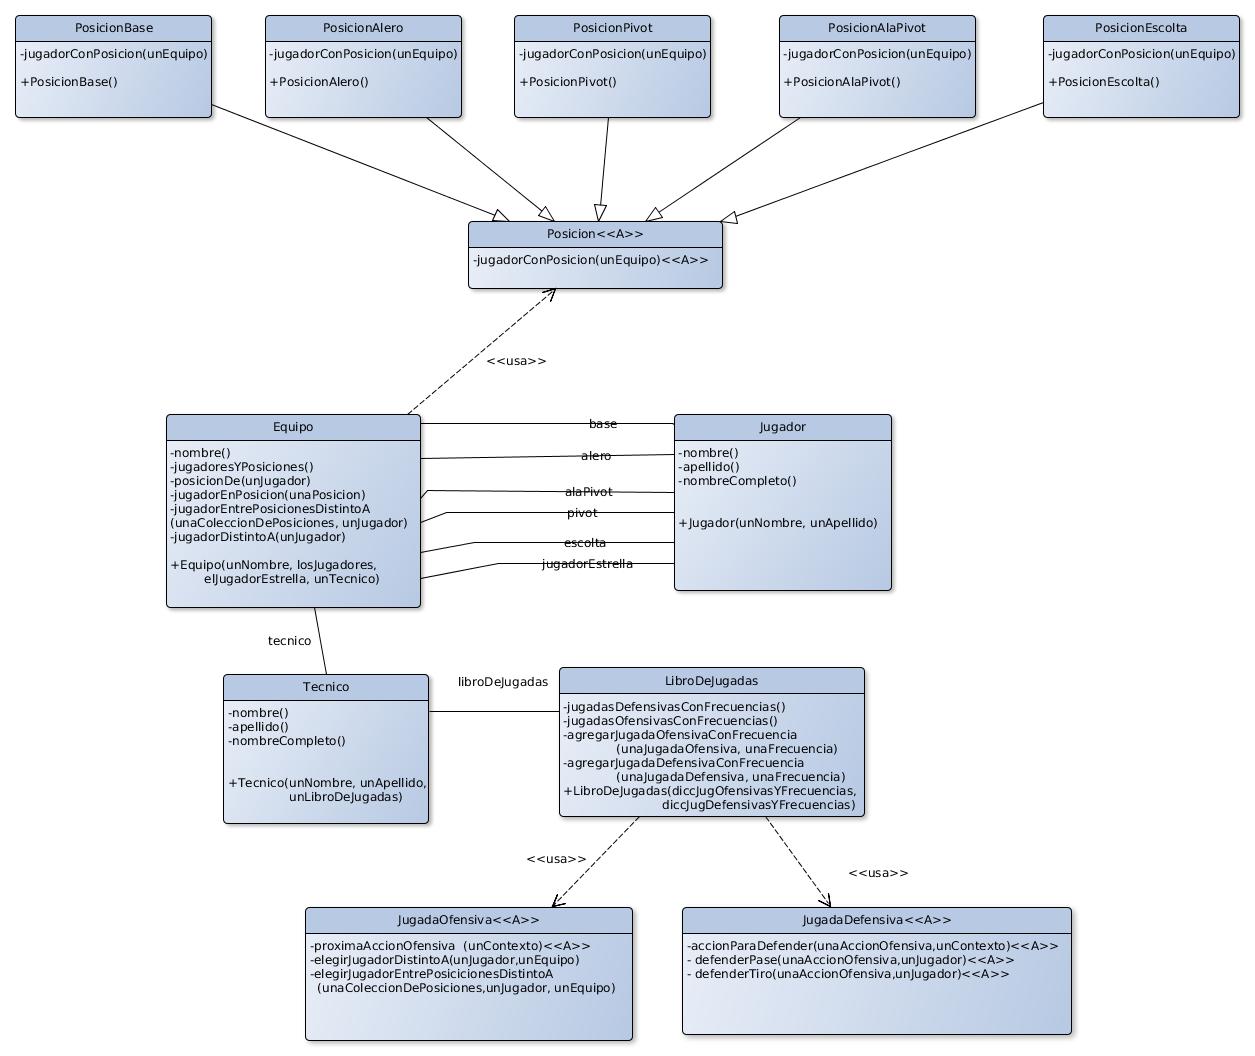 PosicionBase
-jugadorConPosicion(unEquipo)
+PosicionBase()
PosicionAlero
-jugadorConPosicion(unEquipo)
+PosicionAlero()
PosicionPivot
-jugadorConPosicion(unEquipo)
+PosicionPivot()
PosicionAlaPivot
-jugadorConPosicion(unEquipo)
+PosicionAlaPivot()
PosicionEscolta
-jugadorConPosicion(unEquipo)
+PosicionEscolta()
Posicion<<A>>
-jugadorConPosicion(unEquipo)<<A>>
<<usa>>
Equipo
-nombre()
-jugadoresYPosiciones()
-posicionDe(unJugador)
-jugadorEnPosicion(unaPosicion)
-jugadorEntrePosicionesDistintoA
(unaColeccionDePosiciones, unJugador)
-jugadorDistintoA(unJugador)
+Equipo(unNombre, losJugadores,
elJugadorEstrella, unTecnico)
base
alero
alaPivot
pivot
escolta
jugadorEstrella
Jugador
-nombre()
-apellido()
-nombreCompleto()
+Jugador(unNombre, unApellido)
tecnico
Tecnico
-nombre()
-apellido()
-nombreCompleto()
+Tecnico(unNombre, unApellido,
unLibroDeJugadas)
libroDeJugadas
LibroDeJugadas
-jugadasDefensivasConFrecuencias()
-jugadasOfensivasConFrecuencias()
-agregarJugadaOfensivaConFrecuencia
(unaJugadaOfensiva, unaFrecuencia)
-agregarJugadaDefensivaConFrecuencia
(unaJugadaDefensiva, unaFrecuencia)
+LibroDeJugadas(diccJugOfensivasYFrecuencias,
diccJugDefensivasYFrecuencias)
<<usa>>
<<usa>>
JugadaOfensiva<<A>>
-proximaAccionOfensiva (unContexto)<<A>>
-elegirJugadorDistintoA(unJugador,unEquipo)
-elegirJugadorEntrePosicicionesDistintoA
(unaColeccionDePosiciones,unJugador, unEquipo)
JugadaDefensiva<<A>>
-accionParaDefender(unaAccionOfensiva,unContexto)<<A>>
- defenderPase(unaAccionOfensiva,unJugador)<<A>>
- defenderTiro(unaAccionOfensiva,unJugador)<<A>>